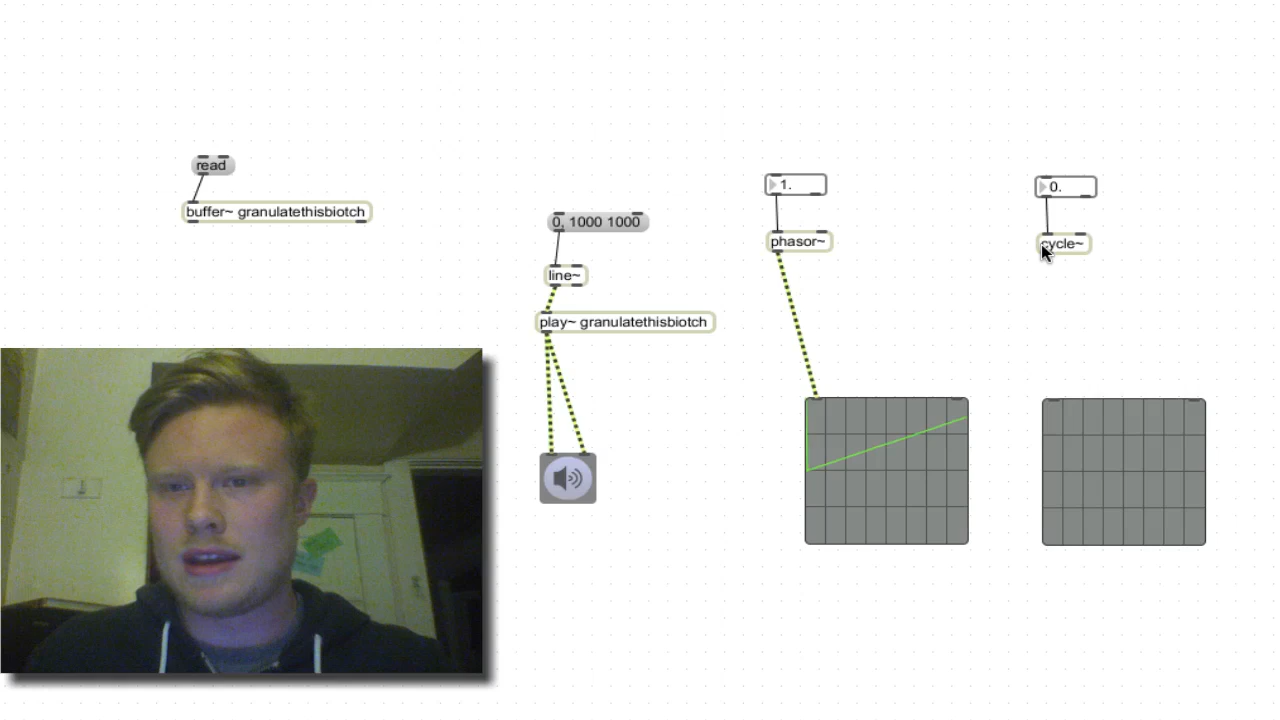 read
buffer~ granulatethisbiotch
0, 1000 1000
line~
play~ granulatethisbiotch
1.
phasor~
0.
cycle~